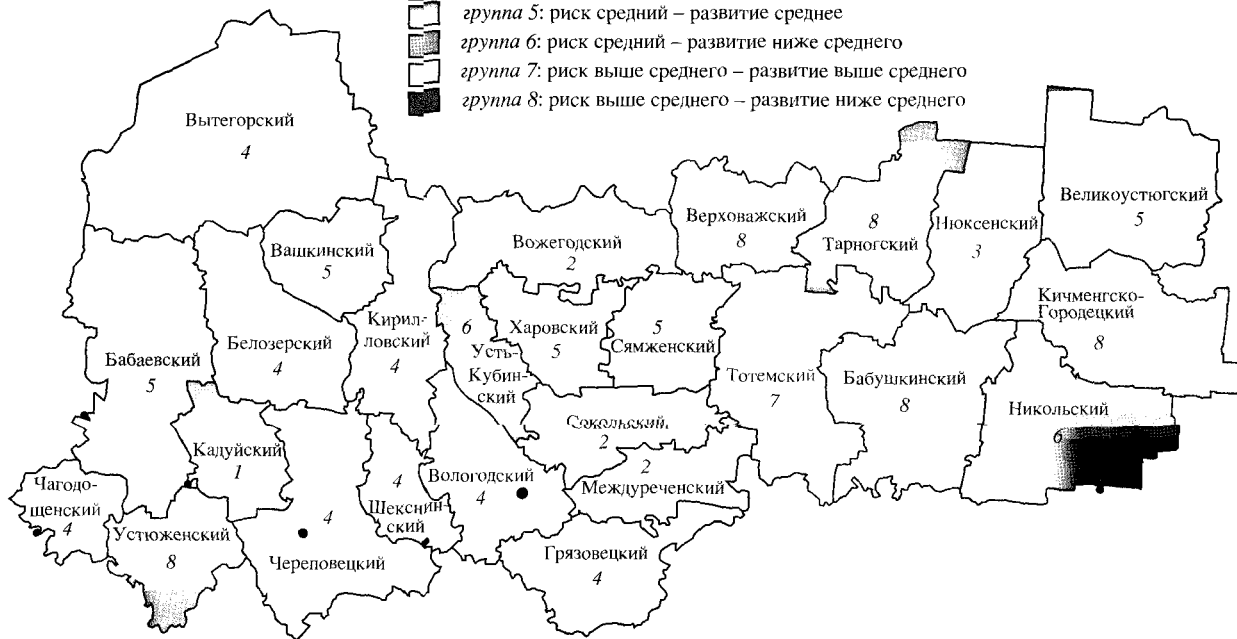 группа 5: риск средний – развитие среднее
группа 6: риск средний – развитие ниже среднего
группа 7: риск выше среднего – развитие выше среднего
группа 8: риск выше среднего – развитие ниже среднего
Вытегорский
4
Великоустюгский
5
Верховажский
8
8
Тарногский
Нюксенский
3
Вашкинский
5
Вожегодский
2
Кичменгско-
Городецкий
8
Бабаевский
5
Белозерский
4
Кирил-
ловский
4
6
Усть-
Кубин-
ский
Харовский
5
5
Сямженский
Тотемский
7
Бабушкинский
8
Никольский
6
Сокольский
2
Кадуйский
1
4
Череповецкий
4
Шекснин-
ский
Вологодский
4
2
Междуреченский
Чагодо-
щенский
4
Устюженский
8
Грязовецкий
4